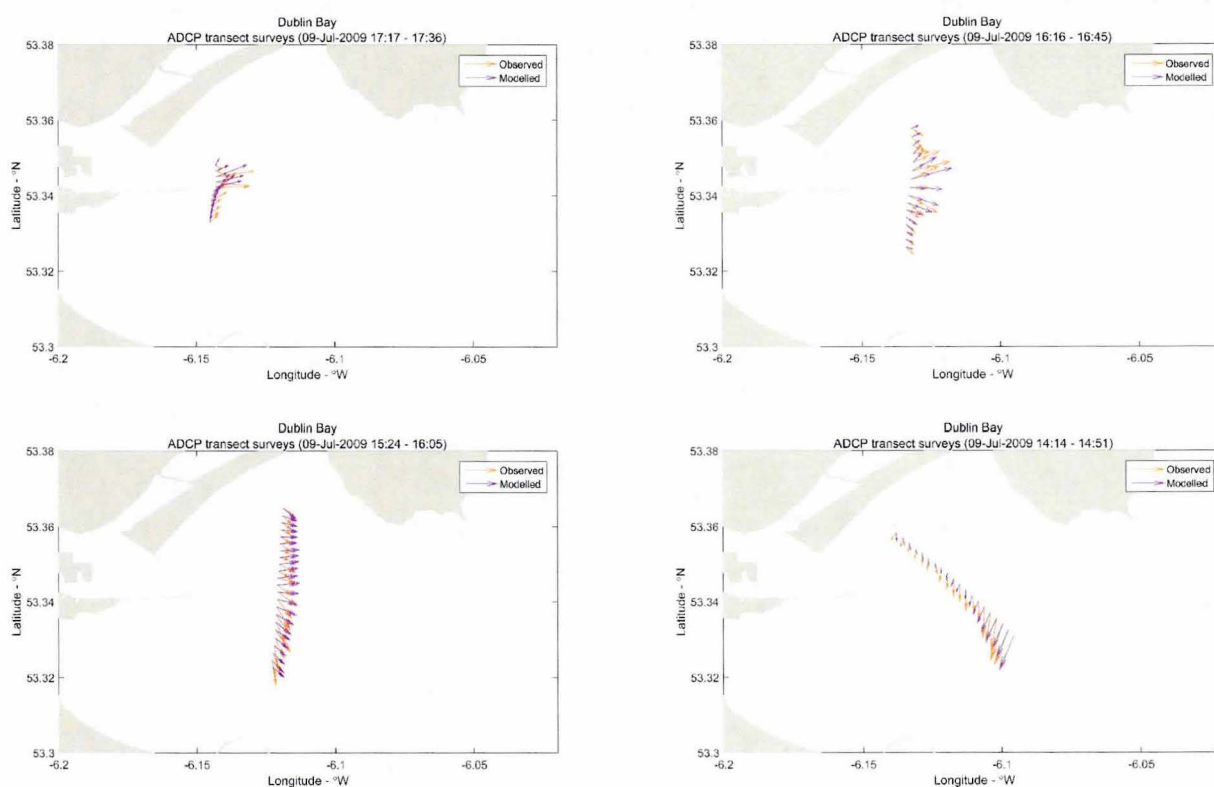 Dublin Bay
ADCP transect surveys (09-Jul-2009 17:17 - 17:36)
53.38
53.36
53.34
53.32
53.3
Latitude - °N
-6.2
-6.15
-6.1
-6.05
Longitude - °W
Observed
Modelled
Dublin Bay
ADCP transect surveys (09-Jul-2009 16:16 - 16:45)
53.38
53.36
53.34
53.32
53.3
Latitude - °N
-6.2
-6.15
-6.1
-6.05
Longitude - °W
Observed
Modelled
Dublin Bay
ADCP transect surveys (09-Jul-2009 15:24 - 16:05)
53.38
53.36
53.34
53.32
53.3
Latitude - °N
-6.2
-6.15
-6.1
-6.05
Longitude - °W
Observed
Modelled
Dublin Bay
ADCP transect surveys (09-Jul-2009 14:14 - 14:51)
53.38
53.36
53.34
53.32
53.3
Latitude - °N
-6.2
-6.15
-6.1
-6.05
Longitude - °W
Observed
Modelled